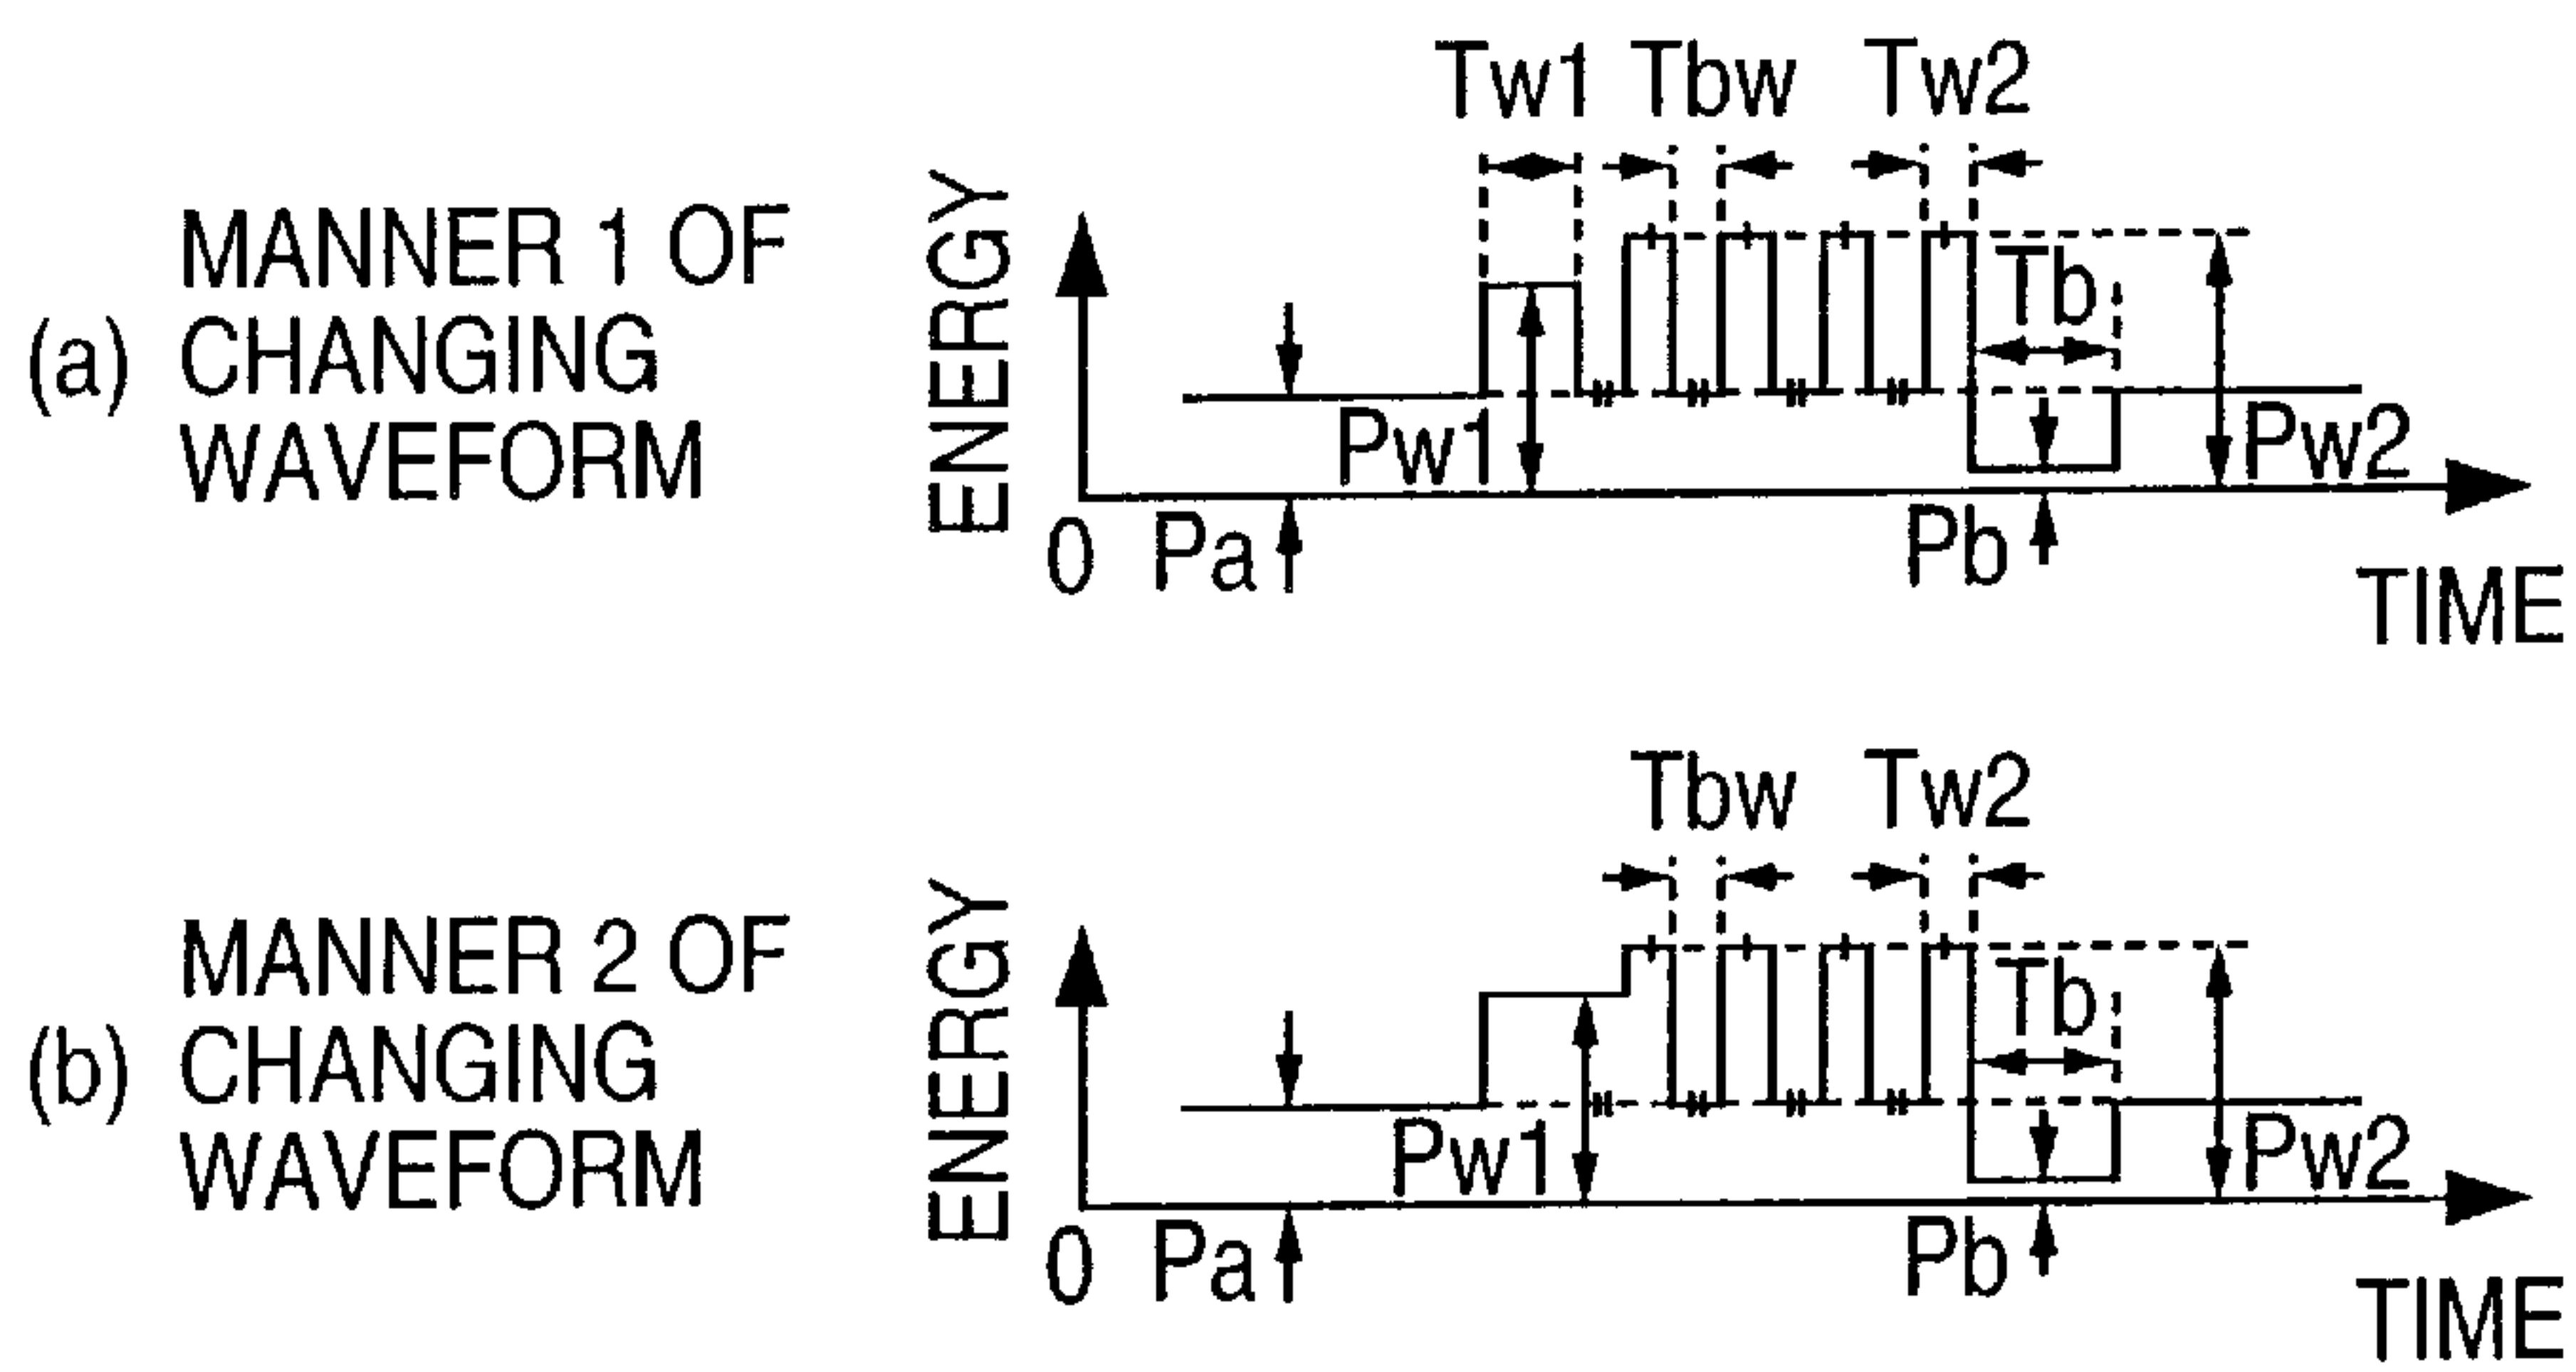 Tw1 Tbw Tw2
(a) MANNER 1 OF
CHANGING
WAVEFORM
ENERGY
Tb
Pw1
Pw2
0
Pa
Pb
TIME
Tbw Tw2
(b) MANNER 2 OF
CHANGING
WAVEFORM
ENERGY
Tb
Pw1
Pw2
0
Pa
Pb
TIME